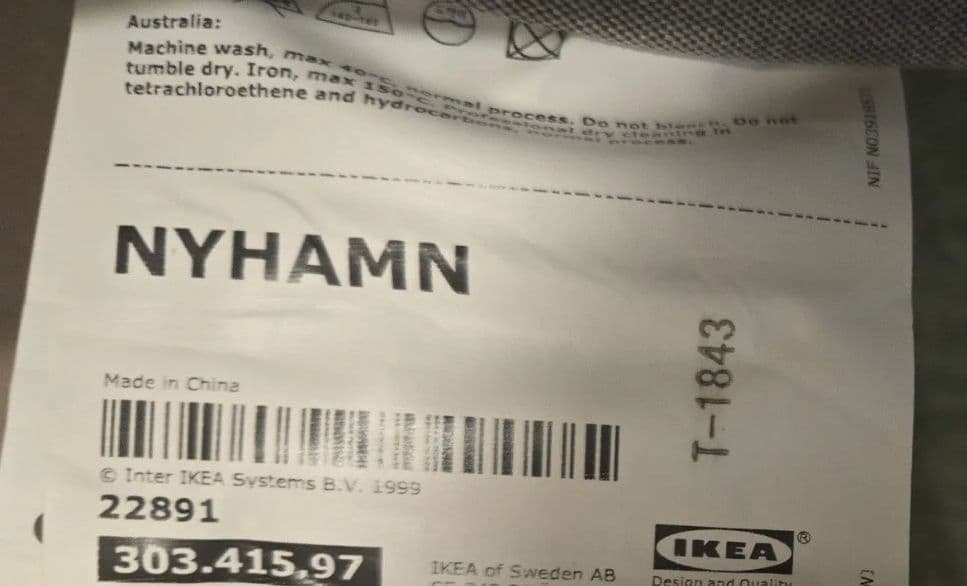 Australia:
Machine wash, max 40°C, normal process. Do not bleach. Do not
tumble dry. Iron, max 150°C. Professional dry cleaning in
tetrachloroethene and hydrocarbons, normal process.
NYHAMN
Made in China
© Inter IKEA Systems B.V. 1999
22891
303.415.97
IKEA of Sweden AB
T-1843
IKEA®
Design and Quality